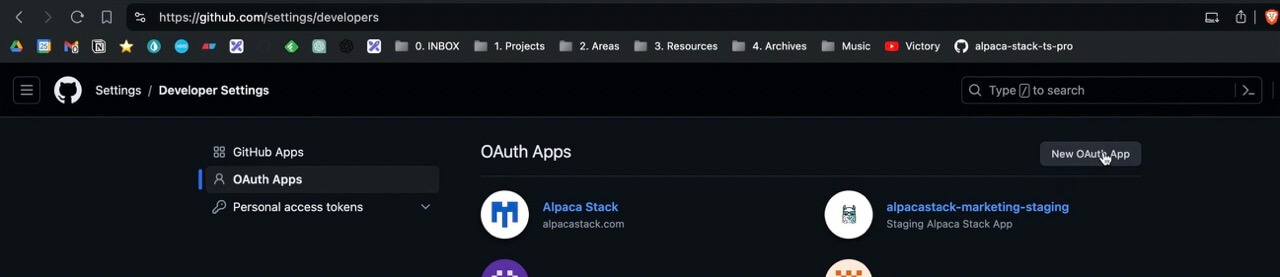 https://github.com/settings/developers
0. INBOX 1. Projects 2. Areas 3. Resources 4. Archives Music Victory alpaca-stack-ts-pro
Settings / Developer Settings
Type / to search
GitHub Apps
OAuth Apps
Personal access tokens
OAuth Apps
New OAuth App
Alpaca Stack
alpacastack.com
alpacastack-marketing-staging
Staging Alpaca Stack App